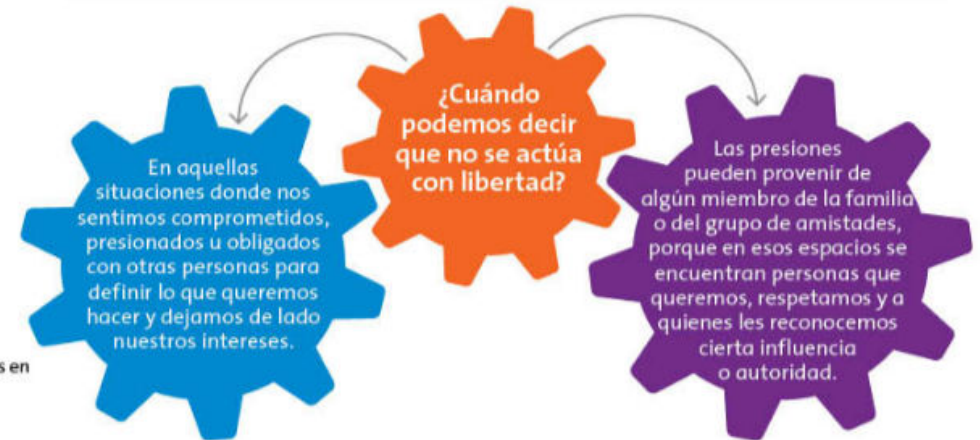 ¿Cuándo
podemos decir
que no se actúa
con libertad?
En aquellas
situaciones donde nos
sentimos comprometidos,
presionados u obligados
con otras personas para
definir lo que queremos
hacer y dejamos de lado
nuestros intereses.
Las presiones
pueden provenir de
algún miembro de la familia
o del grupo de amistades,
porque en esos espacios se
encuentran personas que
queremos, respetamos y a
quienes les reconocemos
cierta influencia
o autoridad.
s en